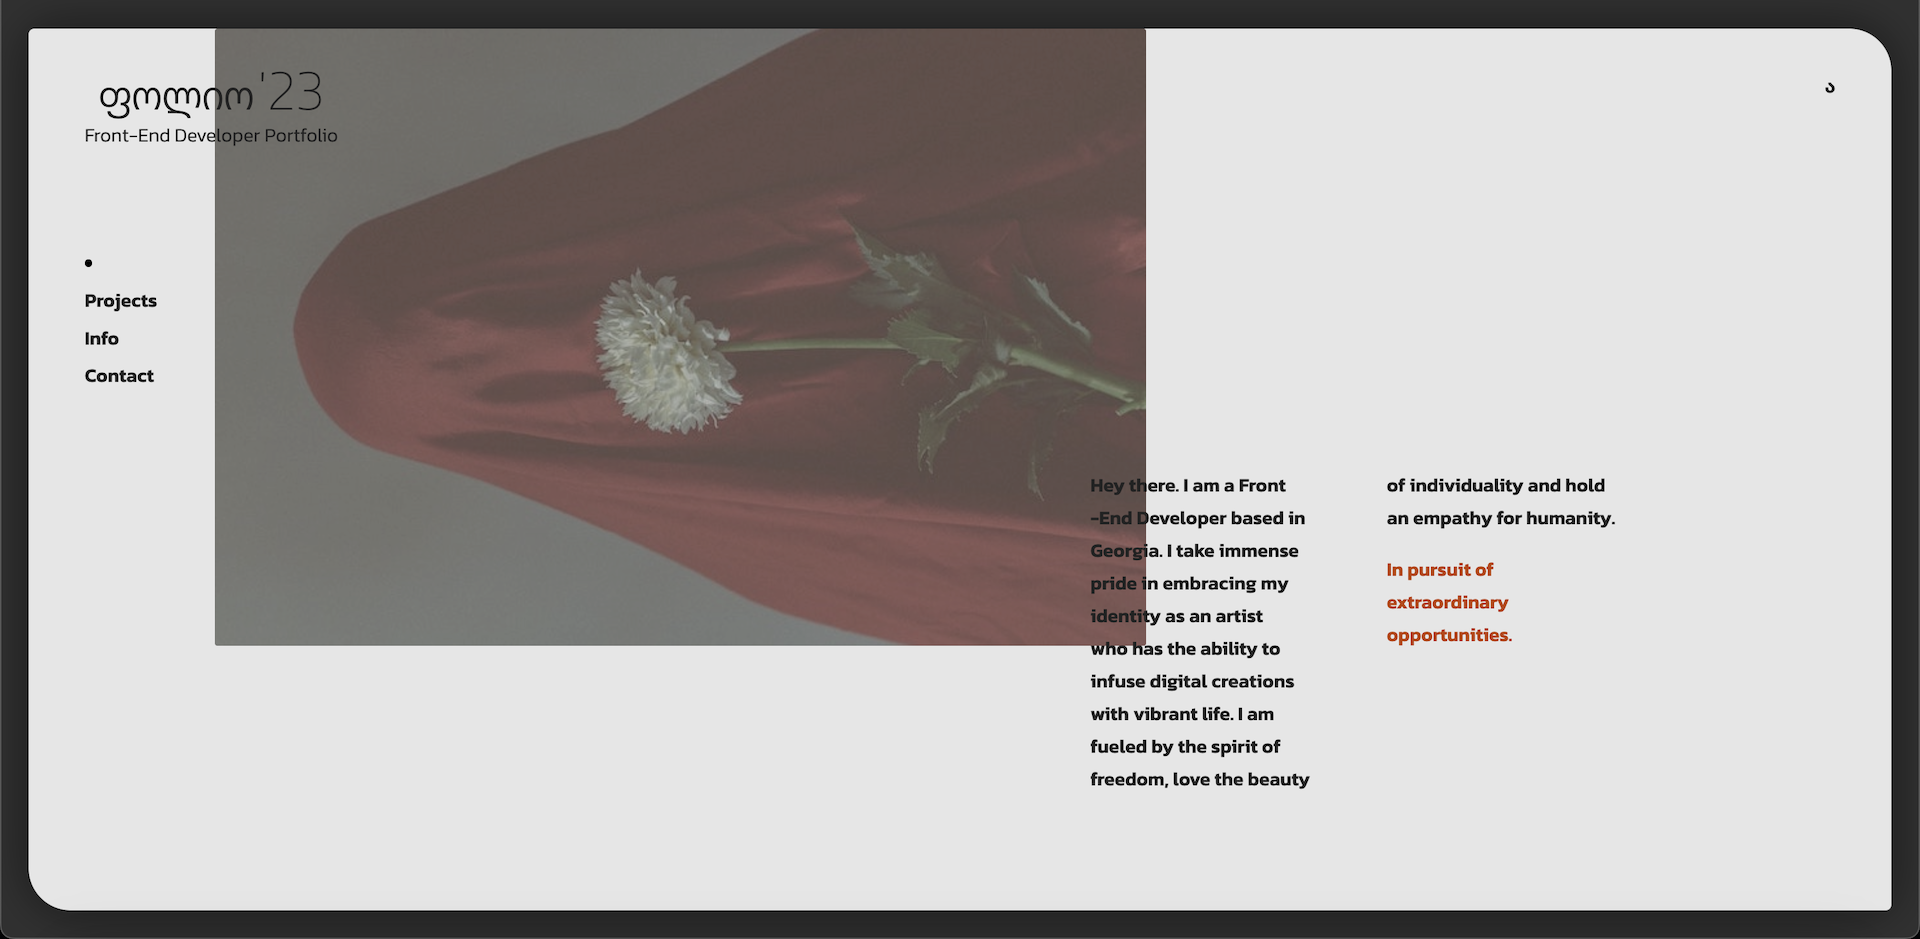 ფოლიო '23
Front-End Developer Portfolio
ა
Projects
Info
Contact
Hey there. I am a Front
-End Developer based in
Georgia. I take immense
pride in embracing my
identity as an artist
who has the ability to
infuse digital creations
with vibrant life. I am
fueled by the spirit of
freedom, love the beauty
of individuality and hold
an empathy for humanity.
In pursuit of
extraordinary
opportunities.